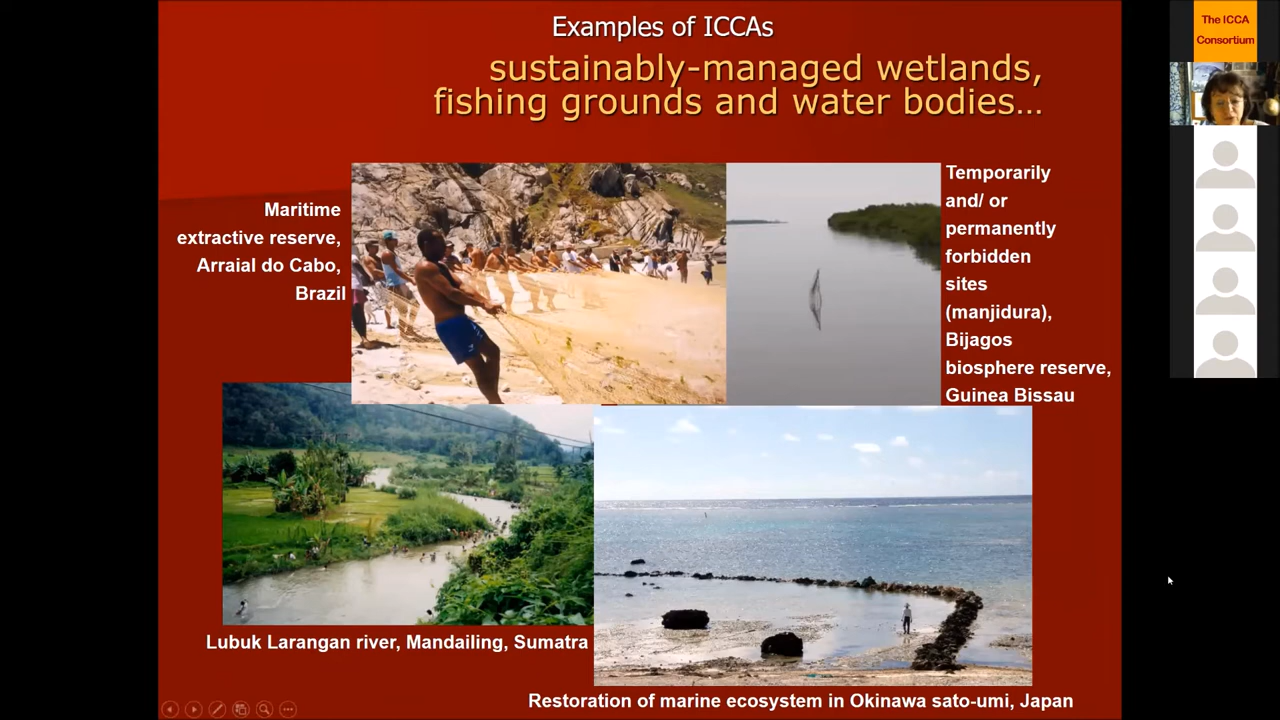 Examples of ICCAs
sustainably-managed wetlands,
fishing grounds and water bodies…
Maritime
extractive reserve,
Arraial do Cabo,
Brazil
Temporarily
and/ or
permanently
forbidden
sites
(manjidura),
Bijagos
biosphere reserve,
Guinea Bissau
Lubuk Larangan river, Mandailing, Sumatra
Restoration of marine ecosystem in Okinawa sato-umi, Japan
The ICCA
Consortium